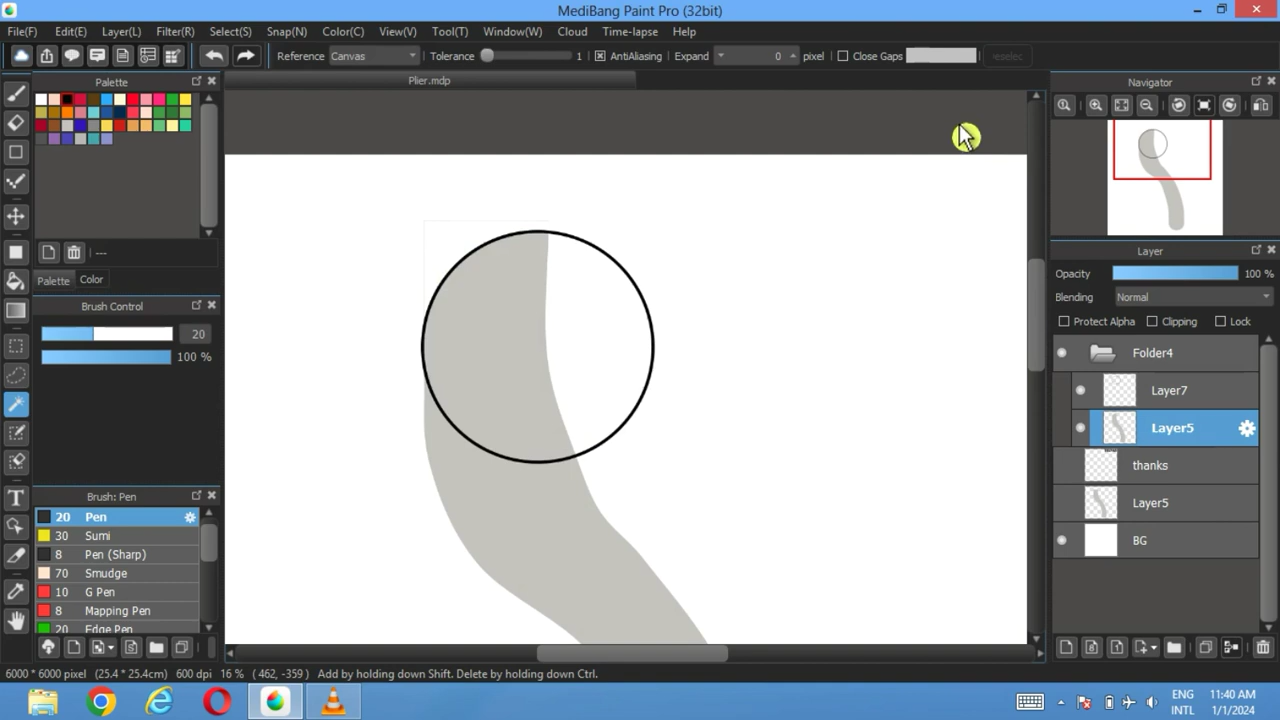 MediBang Paint Pro (32bit)
File(F) Edit(E) Layer(L) Filter(R) Select(S) Snap(N) Color(C) View(V) Tool(T) Window(W) Cloud Time-lapse Help
Reference Canvas Tolerance 1 AntiAliasing Expand 0 pixel Close Gaps reselec
Palette
Plier.mdp
Navigator
---
Palette Color
Brush Control
20
100 %
Layer
Opacity 100 %
Blending Normal
Protect Alpha Clipping Lock
Folder4
Layer7
Layer5
thanks
Layer5
BG
Brush: Pen
20 Pen
30 Sumi
8 Pen (Sharp)
70 Smudge
10 G Pen
8 Mapping Pen
20 Edge Pen
6000 * 6000 pixel (25.4 * 25.4cm) 600 dpi 16 % ( 462, -359 ) Add by holding down Shift. Delete by holding down Ctrl.
ENG 11:40 AM
INTL 1/1/2024